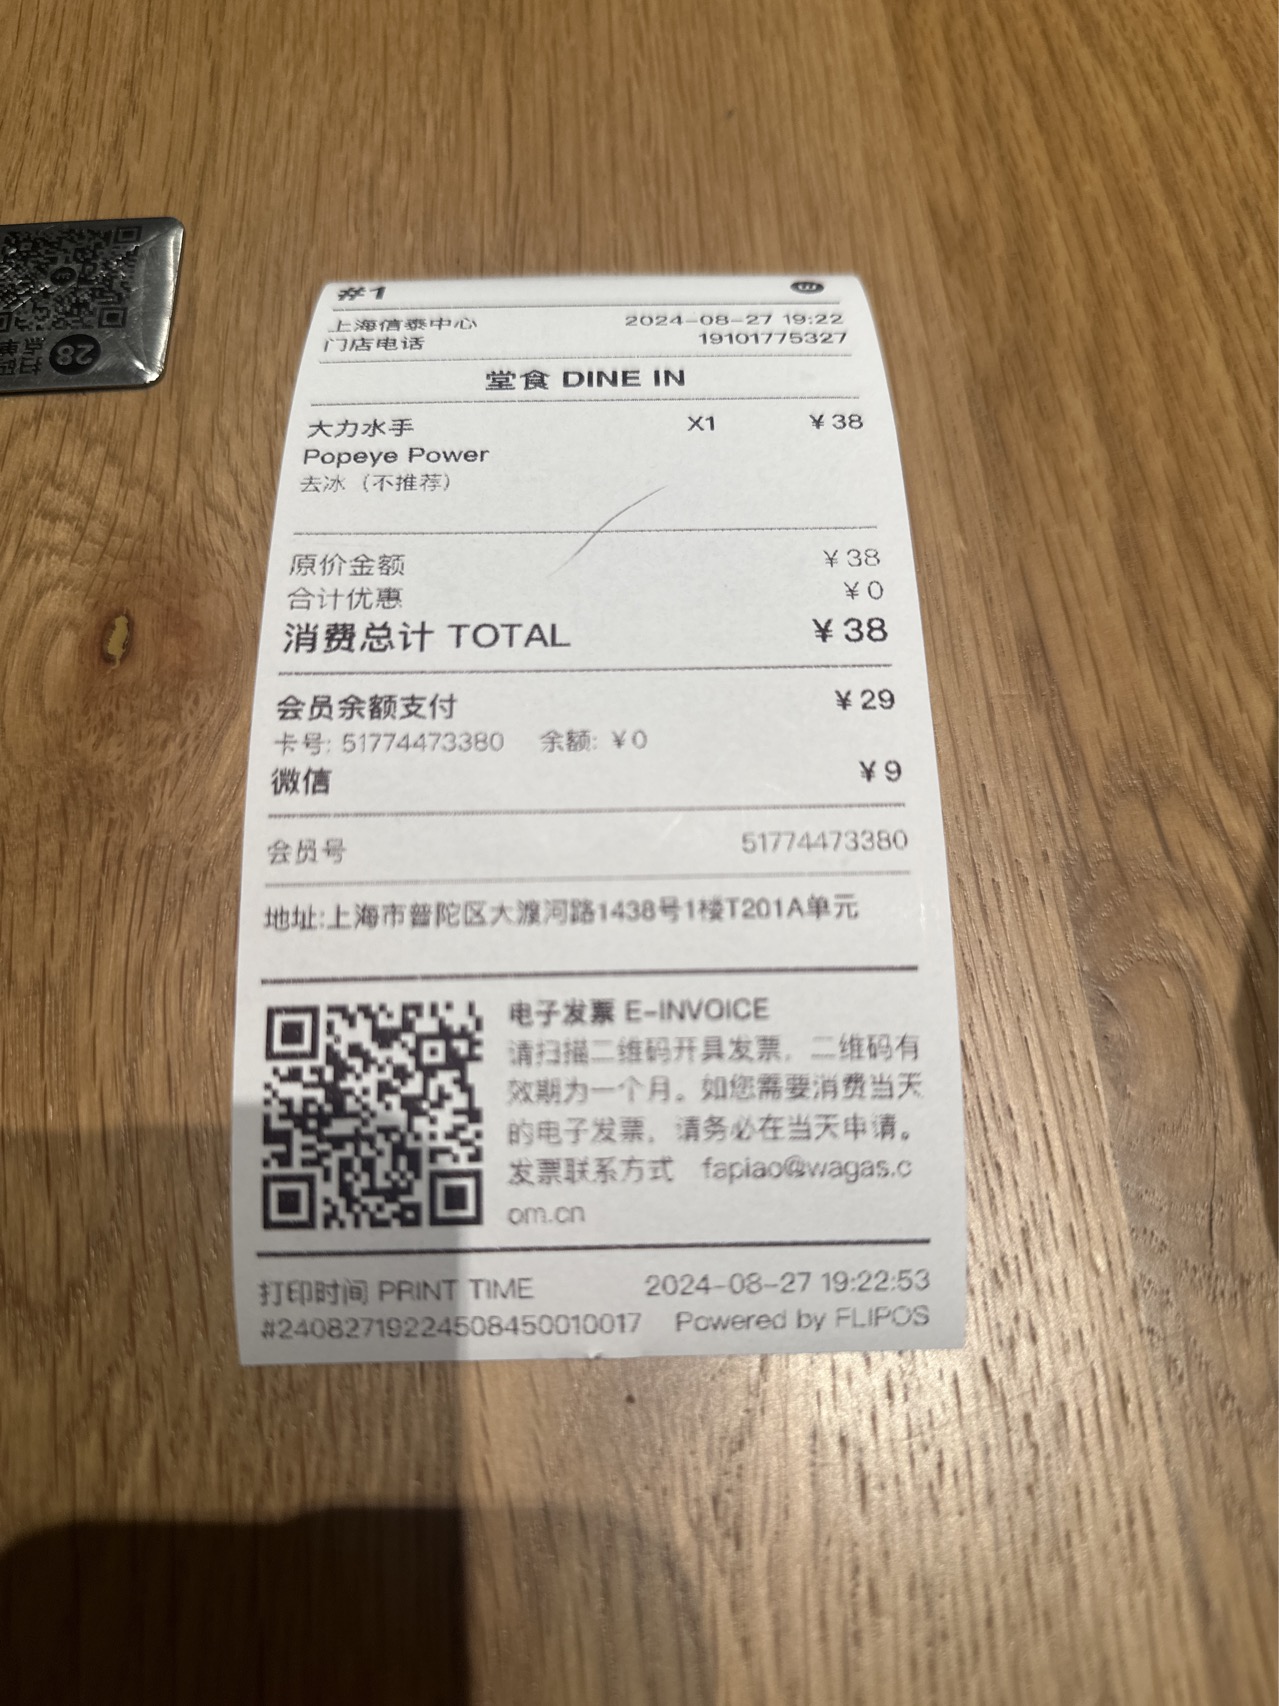 #1
上海信泰中心 2024-08-27 19:22
门店电话 19101775327
堂食 DINE IN
大力水手 X1 ¥38
Popeye Power
去冰（不推荐）
原价金额 ¥38
合计优惠 ¥0
消费总计 TOTAL ¥38
会员余额支付 ¥29
卡号: 51774473380 余额: ¥0
微信 ¥9
会员号 51774473380
地址:上海市普陀区大渡河路1438号1楼T201A单元
电子发票 E-INVOICE
请扫描二维码开具发票，二维码有
效期为一个月。如您需要消费当天
的电子发票，请务必在当天申请。
发票联系方式 fapiao@wagas.c
om.cn
打印时间 PRINT TIME 2024-08-27 19:22:53
#240827192245084500100​17 Powered by FLIPOS
28
扫码
点单